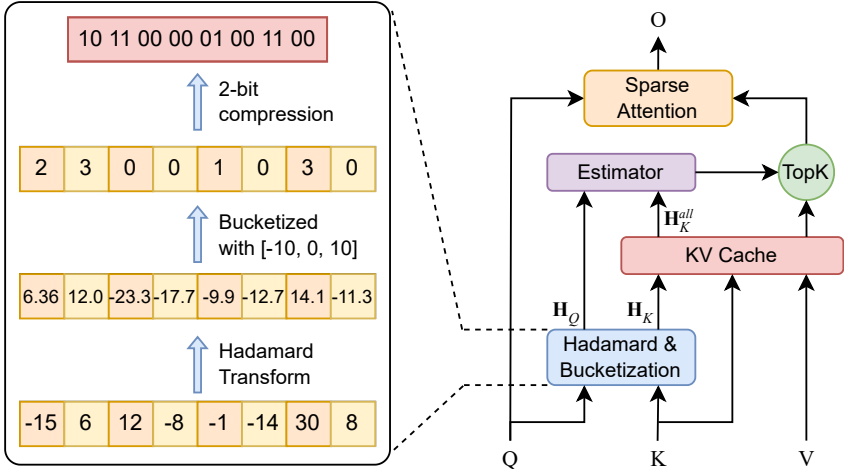 10 11 00 00 01 00 11 00
2-bit
compression
2 3 0 0 1 0 3 0
Bucketized
with [-10, 0, 10]
6.36 12.0 -23.3 -17.7 -9.9 -12.7 14.1 -11.3
Hadamard
Transform
-15 6 12 -8 -1 -14 30 8
O
Sparse
Attention
Estimator
TopK
H_K^{all}
KV Cache
H_Q
H_K
Hadamard &
Bucketization
Q
K
V